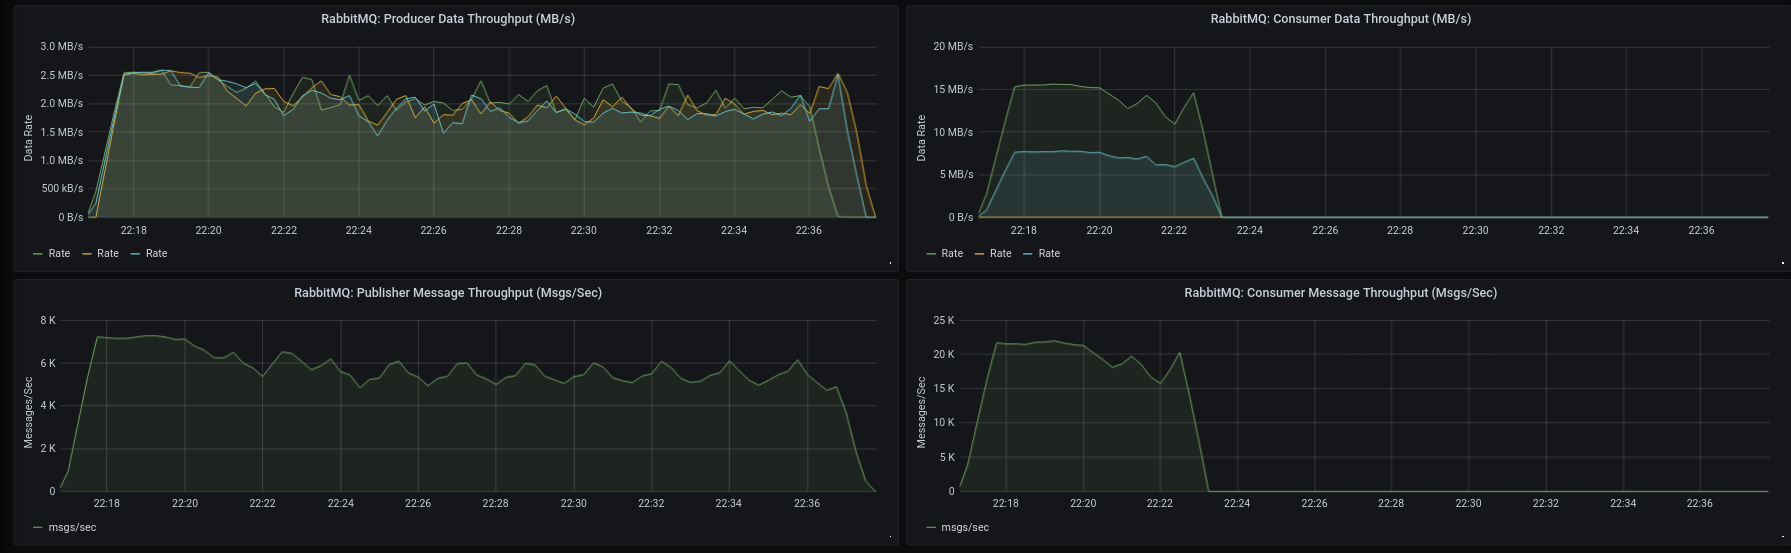 RabbitMQ: Producer Data Throughput (MB/s)
3.0 MB/s
2.5 MB/s
2.0 MB/s
1.5 MB/s
1.0 MB/s
500 kB/s
0 B/s
Data Rate
22:18 22:20 22:22 22:24 22:26 22:28 22:30 22:32 22:34 22:36
Rate Rate Rate
RabbitMQ: Consumer Data Throughput (MB/s)
20 MB/s
15 MB/s
10 MB/s
5 MB/s
0 B/s
Data Rate
22:18 22:20 22:22 22:24 22:26 22:28 22:30 22:32 22:34 22:36
Rate Rate Rate
RabbitMQ: Publisher Message Throughput (Msgs/Sec)
8 K
6 K
4 K
2 K
0
Messages/Sec
22:18 22:20 22:22 22:24 22:26 22:28 22:30 22:32 22:34 22:36
msgs/sec
RabbitMQ: Consumer Message Throughput (Msgs/Sec)
25 K
20 K
15 K
10 K
5 K
0
Messages/Sec
22:18 22:20 22:22 22:24 22:26 22:28 22:30 22:32 22:34 22:36
msgs/sec